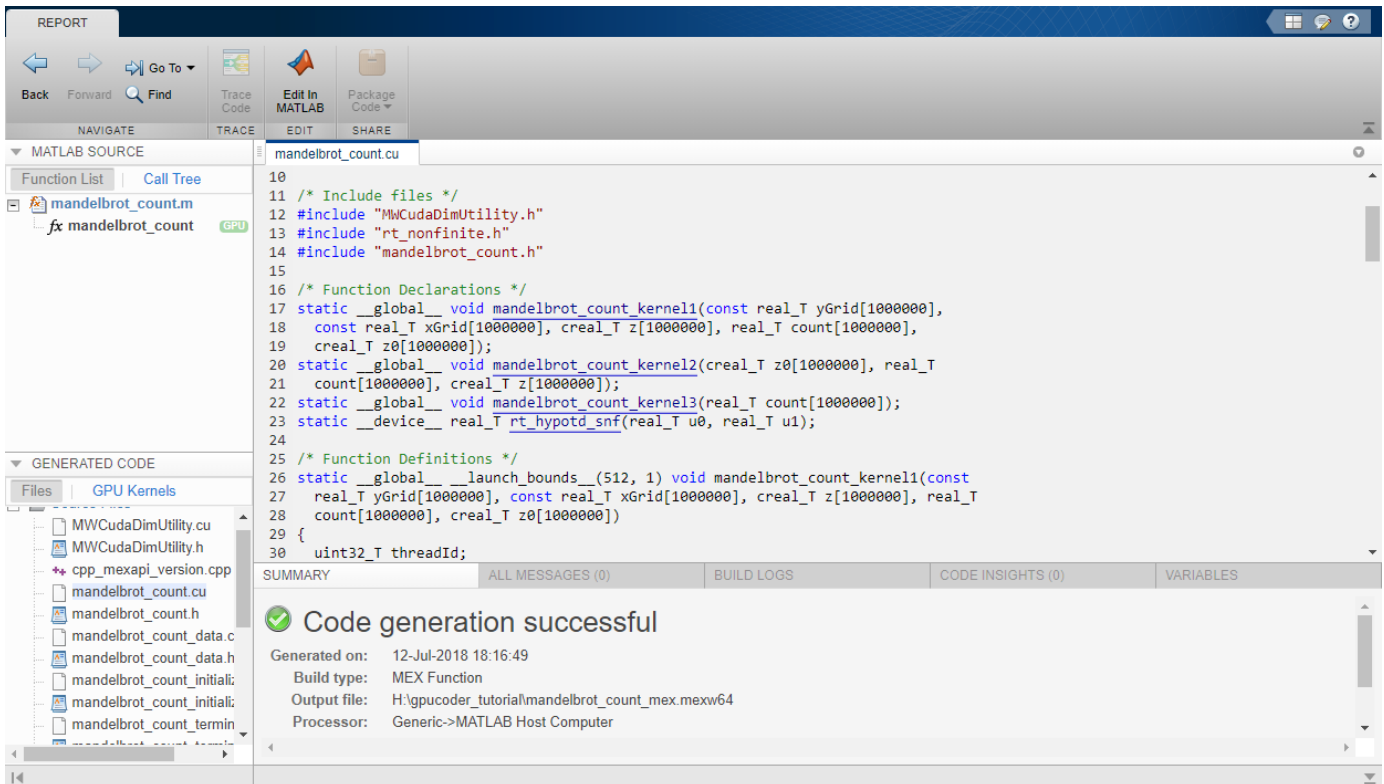 REPORT
Back
Forward
Go To
Find
Trace Code
Edit In MATLAB
Package Code
NAVIGATE
TRACE
EDIT
SHARE
MATLAB SOURCE
Function List
Call Tree
mandelbrot_count.m
fx mandelbrot_count
GPU
GENERATED CODE
Files
GPU Kernels
MWCudaDimUtility.cu
MWCudaDimUtility.h
cpp_mexapi_version.cpp
mandelbrot_count.cu
mandelbrot_count.h
mandelbrot_count_data.c
mandelbrot_count_data.h
mandelbrot_count_initializ
mandelbrot_count_initializ
mandelbrot_count_termin
mandelbrot_count.cu
10
11 /* Include files */
12 #include "MWCudaDimUtility.h"
13 #include "rt_nonfinite.h"
14 #include "mandelbrot_count.h"
15
16 /* Function Declarations */
17 static __global__ void mandelbrot_count_kernel1(const real_T yGrid[1000000],
18   const real_T xGrid[1000000], creal_T z[1000000], real_T count[1000000],
19   creal_T z0[1000000]);
20 static __global__ void mandelbrot_count_kernel2(creal_T z0[1000000], real_T
21   count[1000000], creal_T z[1000000]);
22 static __global__ void mandelbrot_count_kernel3(real_T count[1000000]);
23 static __device__ real_T rt_hypotd_snf(real_T u0, real_T u1);
24
25 /* Function Definitions */
26 static __global__ __launch_bounds__(512, 1) void mandelbrot_count_kernel1(const
27   real_T yGrid[1000000], const real_T xGrid[1000000], creal_T z[1000000], real_T
28   count[1000000], creal_T z0[1000000])
29 {
30   uint32_T threadId;
SUMMARY
ALL MESSAGES (0)
BUILD LOGS
CODE INSIGHTS (0)
VARIABLES
Code generation successful
Generated on: 12-Jul-2018 18:16:49
Build type: MEX Function
Output file: H:\gpucoder_tutorial\mandelbrot_count_mex.mexw64
Processor: Generic->MATLAB Host Computer